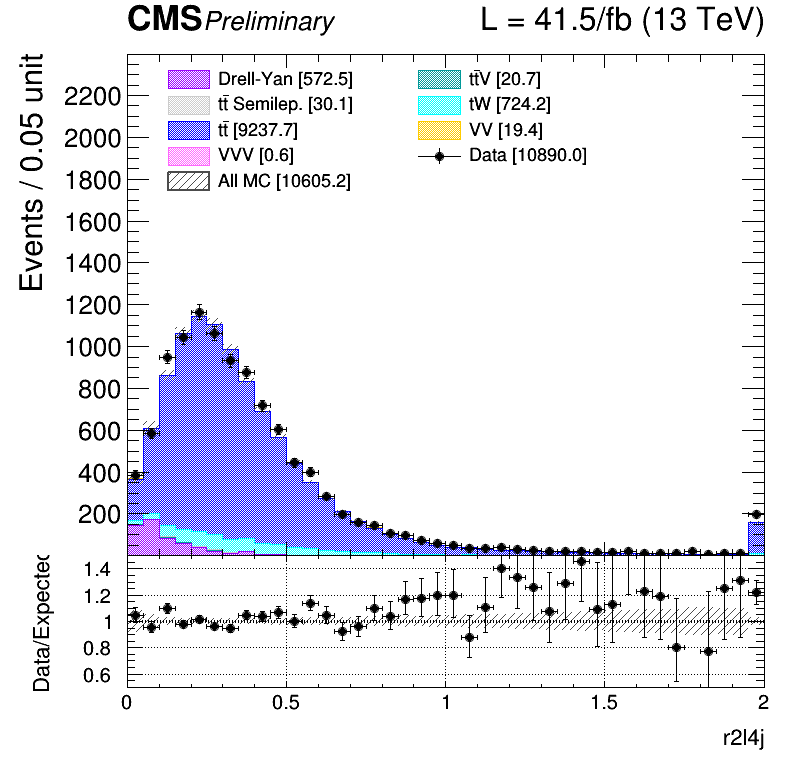 CMS Preliminary L = 41.5/fb (13 TeV)
Events / 0.05 unit
2200
2000
1800
1600
1400
1200
1000
800
600
400
200
Drell-Yan [572.5]
tt̄ Semilep. [30.1]
tt̄ [9237.7]
VVV [0.6]
All MC [10605.2]
tt̄V [20.7]
tW [724.2]
VV [19.4]
Data [10890.0]
Data/Expected
1.4
1.2
1
0.8
0.6
0 0.5 1 1.5 2
r2l4j